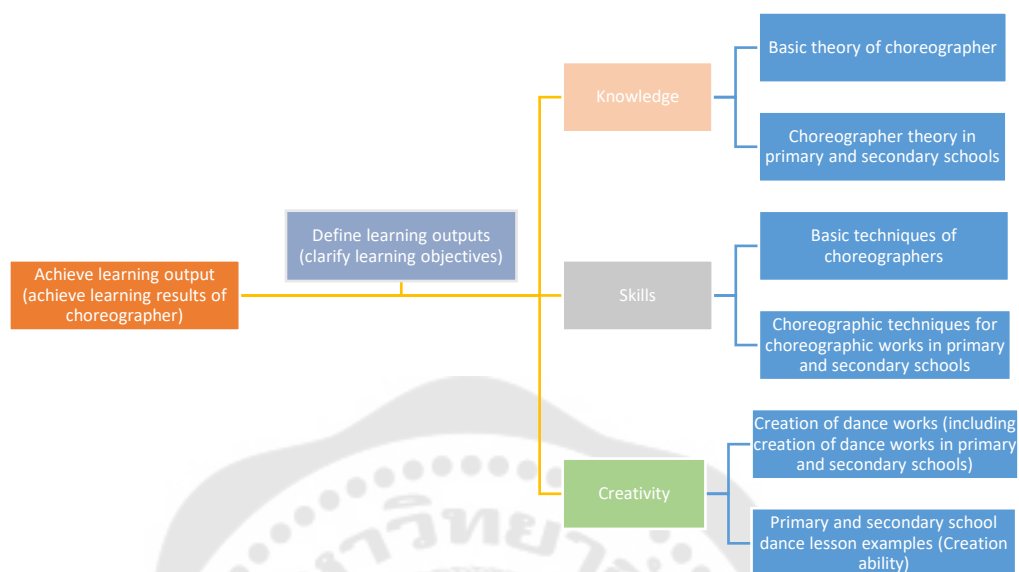 Achieve learning output
(achieve learning results of
choreographer)
Define learning outputs
(clarify learning objectives)
Knowledge
Basic theory of choreographer
Choreographer theory in
primary and secondary schools
Skills
Basic techniques of
choreographers
Choreographic techniques for
choreographic works in primary
and secondary schools
Creativity
Creation of dance works (including
creation of dance works in primary
and secondary schools)
Primary and secondary school
dance lesson examples (Creation
ability)